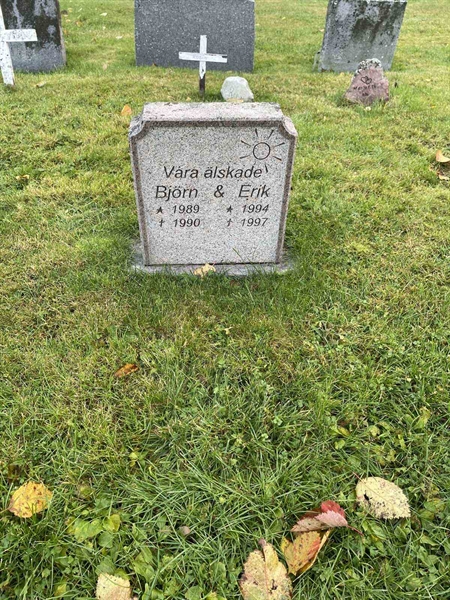 Våra älskade
Björn & Erik
★ 1989 ★ 1994
† 1990 † 1997